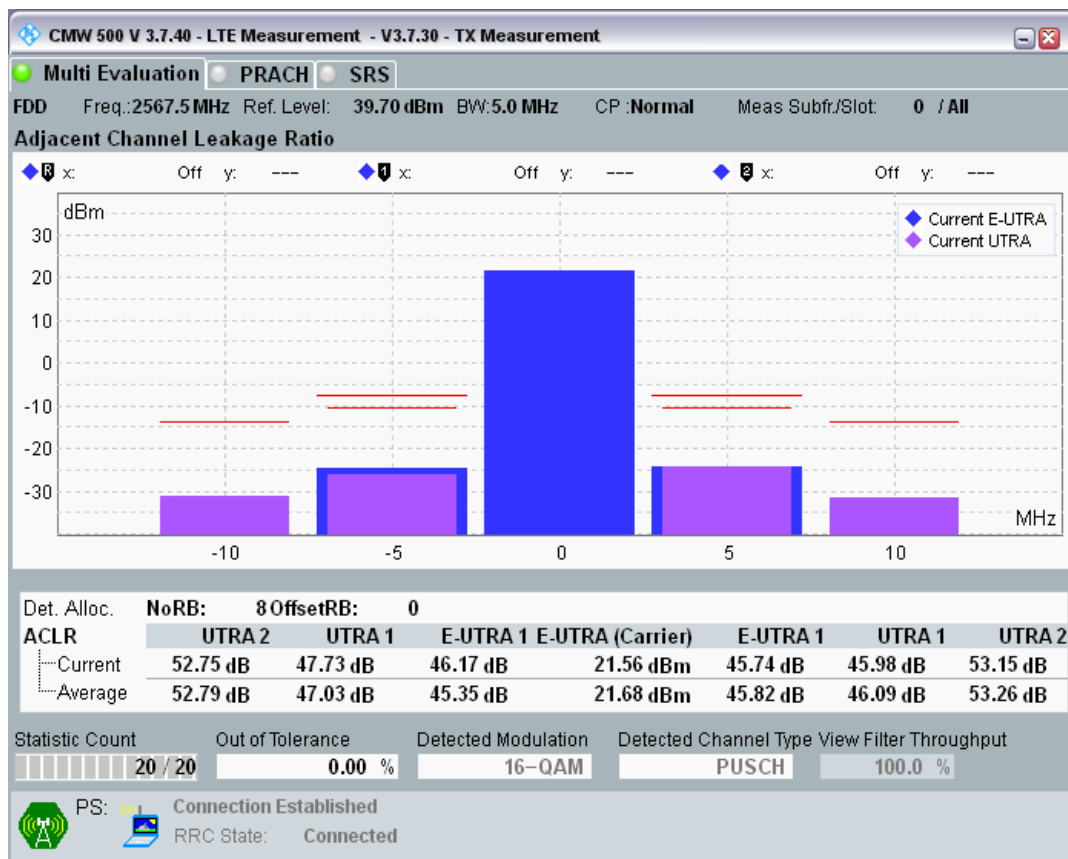 CMW 500 V 3.7.40 - LTE Measurement - V3.7.30 - TX Measurement
Multi Evaluation PRACH SRS
FDD Freq.:2567.5 MHz Ref. Level: 39.70 dBm BW:5.0 MHz CP :Normal Meas Subfr./Slot: 0 / All
Adjacent Channel Leakage Ratio
R x: Off y: --- 1 x: Off y: --- 2 x: Off y: ---
dBm
Current E-UTRA
Current UTRA
30
20
10
0
-10
-20
-30
MHz
-10 -5 0 5 10
Det. Alloc. NoRB: 8 OffsetRB: 0
ACLR UTRA 2 UTRA 1 E-UTRA 1 E-UTRA (Carrier) E-UTRA 1 UTRA 1 UTRA 2
Current 52.75 dB 47.73 dB 46.17 dB 21.56 dBm 45.74 dB 45.98 dB 53.15 dB
Average 52.79 dB 47.03 dB 45.35 dB 21.68 dBm 45.82 dB 46.09 dB 53.26 dB
Statistic Count Out of Tolerance Detected Modulation Detected Channel Type View Filter Throughput
20 / 20 0.00 % 16-QAM PUSCH 100.0 %
PS: Connection Established
RRC State: Connected